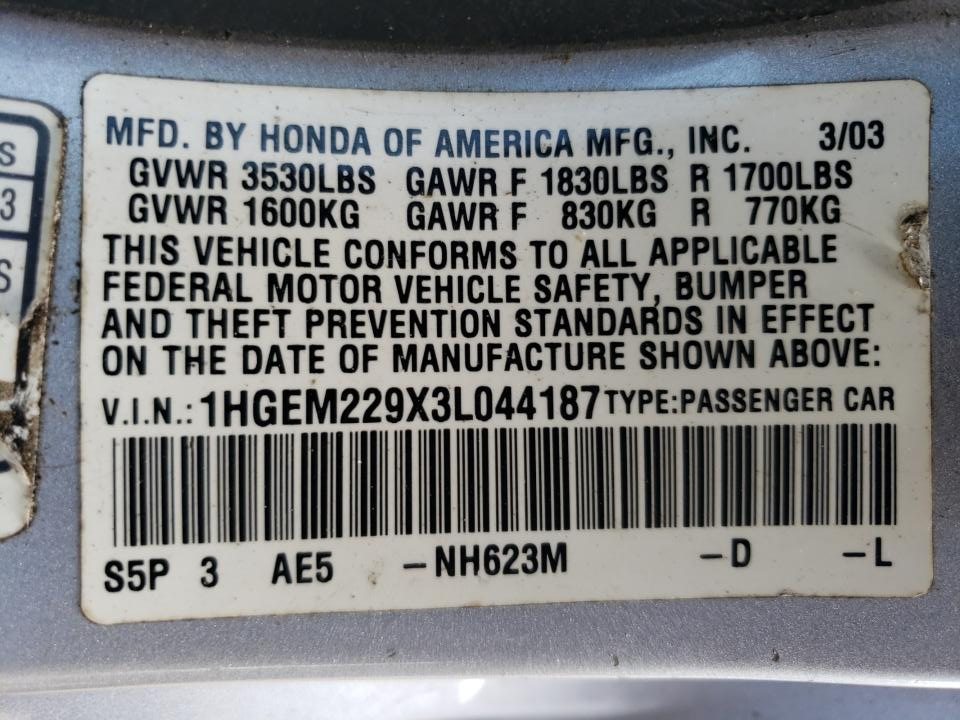 S
3
S
MFD. BY HONDA OF AMERICA MFG., INC. 3/03
GVWR 3530LBS GAWR F 1830LBS R 1700LBS
GVWR 1600KG GAWR F 830KG R 770KG
THIS VEHICLE CONFORMS TO ALL APPLICABLE
FEDERAL MOTOR VEHICLE SAFETY, BUMPER
AND THEFT PREVENTION STANDARDS IN EFFECT
ON THE DATE OF MANUFACTURE SHOWN ABOVE:
V.I.N.: 1HGEM229X3L044187 TYPE:PASSENGER CAR
S5P 3 AE5 -NH623M -D -L